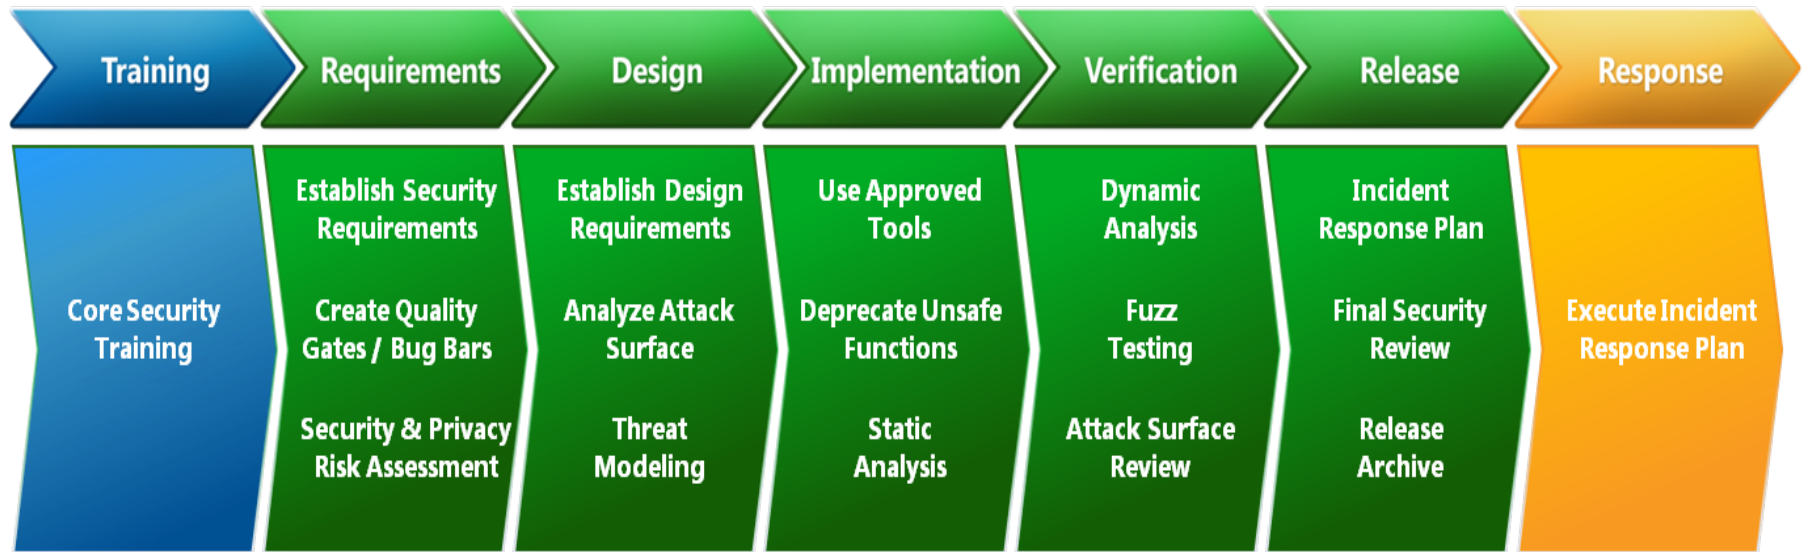 Training
Requirements
Design
Implementation
Verification
Release
Response
Core Security
Training
Establish Security
Requirements
Create Quality
Gates / Bug Bars
Security & Privacy
Risk Assessment
Establish Design
Requirements
Analyze Attack
Surface
Threat
Modeling
Use Approved
Tools
Deprecate Unsafe
Functions
Static
Analysis
Dynamic
Analysis
Fuzz
Testing
Attack Surface
Review
Incident
Response Plan
Final Security
Review
Release
Archive
Execute Incident
Response Plan